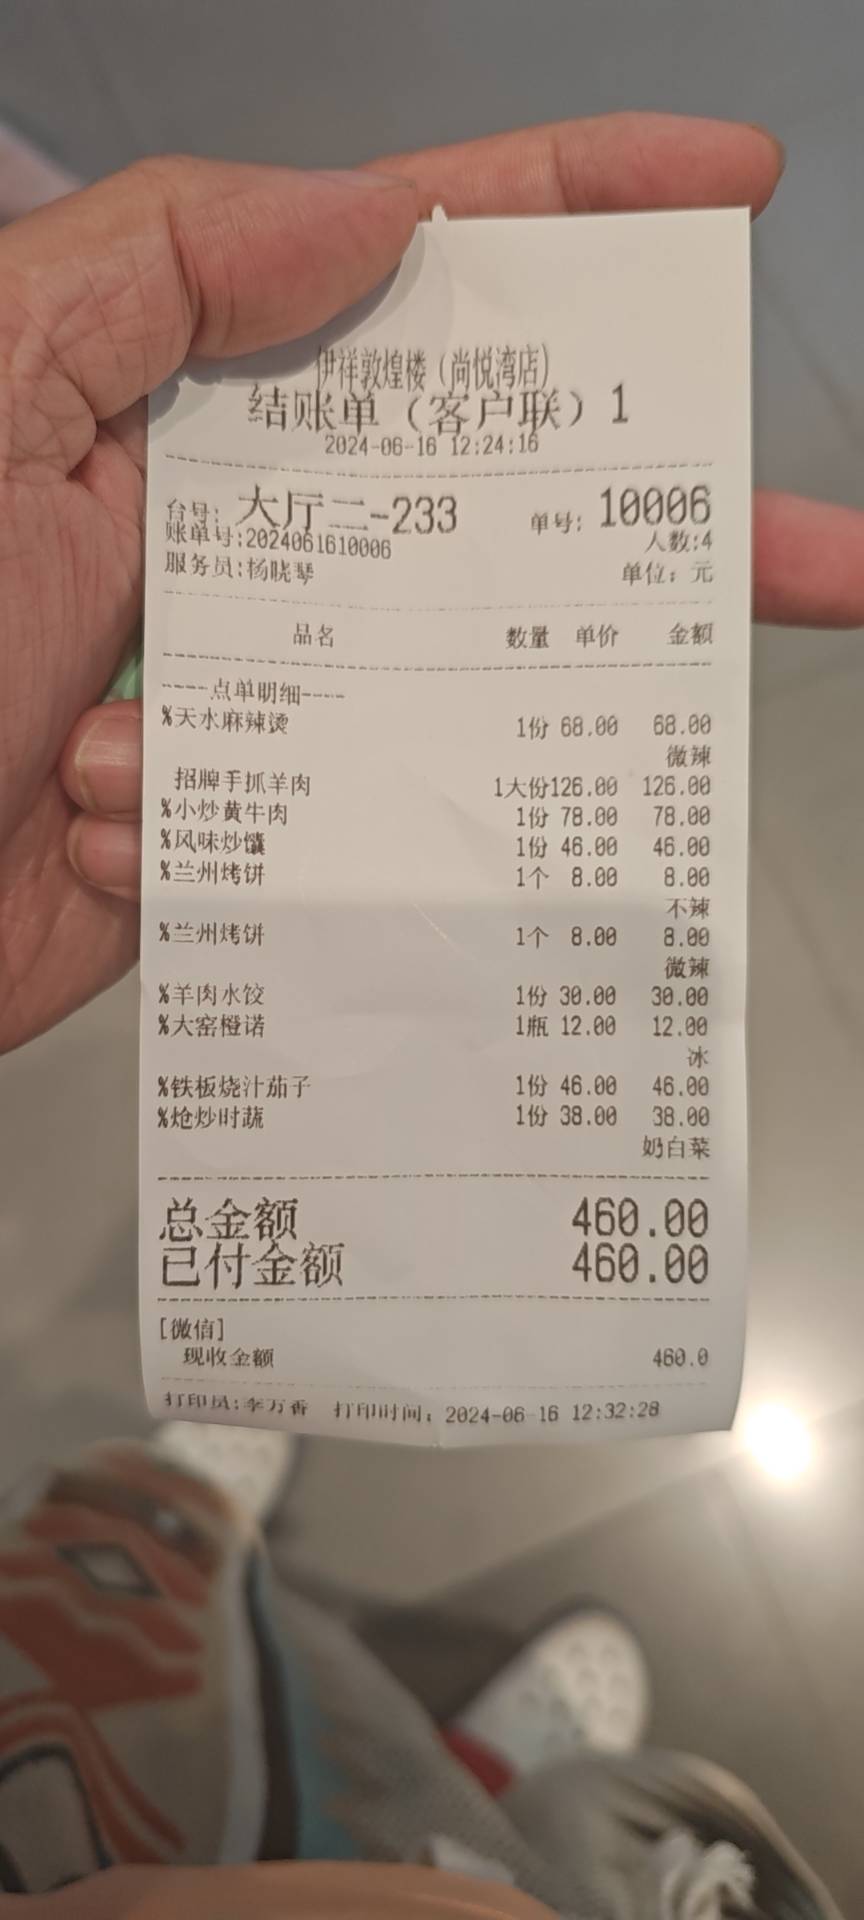 伊祥敦煌楼（尚悦湾店）
结账单（客户联）1
2024-06-16 12:24:16
台号: 大厅二-233 单号: 10006
账单号:2024061610006 人数:4
服务员:杨晓琴 单位: 元
品名 数量 单价 金额
----点单明细----
%天水麻辣烫 1份 68.00 68.00
微辣
招牌手抓羊肉 1大份126.00 126.00
%小炒黄牛肉 1份 78.00 78.00
%风味炒馕 1份 46.00 46.00
%兰州烤饼 1个 8.00 8.00
不辣
%兰州烤饼 1个 8.00 8.00
微辣
%羊肉水饺 1份 30.00 30.00
%大窑橙诺 1瓶 12.00 12.00
冰
%铁板烧汁茄子 1份 46.00 46.00
%炝炒时蔬 1份 38.00 38.00
奶白菜
总金额 460.00
已付金额 460.00
[微信]
现收金额 460.0
打印员:李万香 打印时间: 2024-06-16 12:32:28